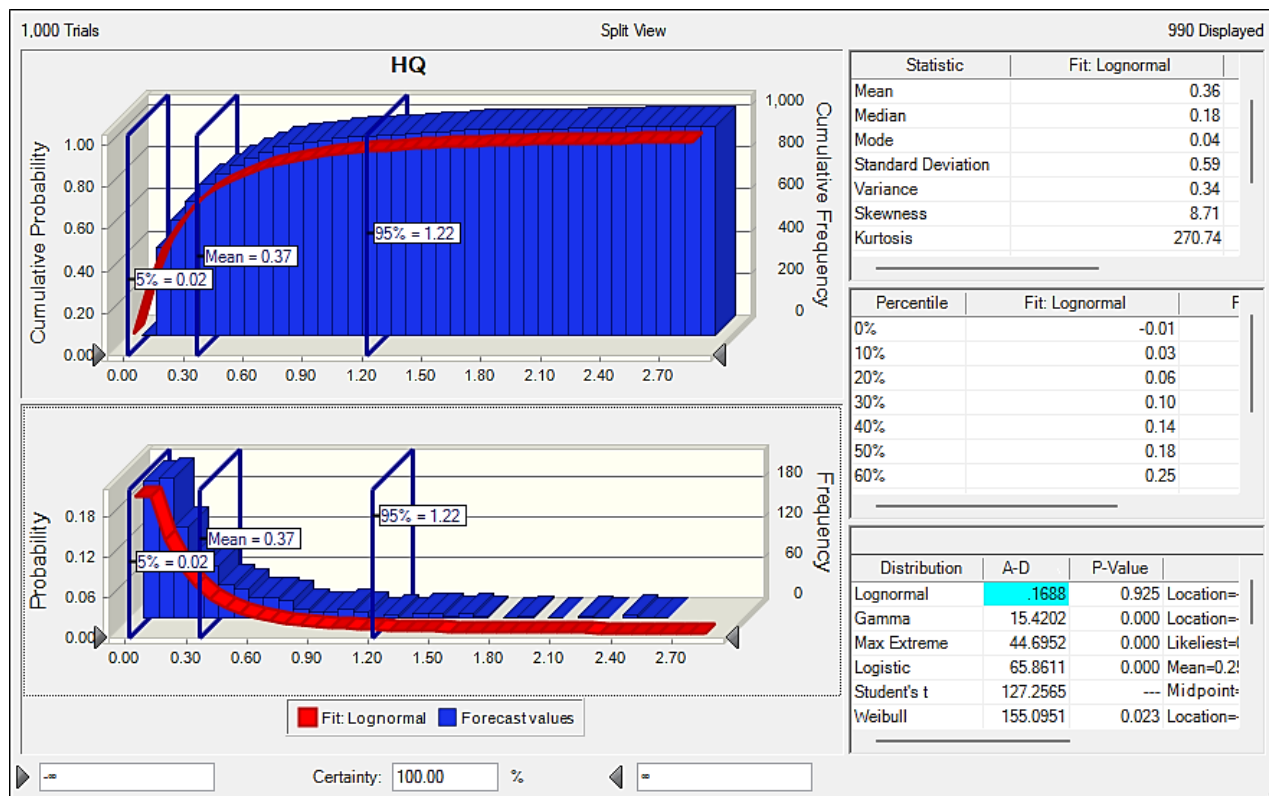 1,000 Trials Split View 990 Displayed
HQ
Cumulative Probability
1.00
0.80
0.60
0.40
0.20
0.00
1,000
800
600
400
200
0
Cumulative Frequency
5% = 0.02
Mean = 0.37
95% = 1.22
0.00 0.30 0.60 0.90 1.20 1.50 1.80 2.10 2.40 2.70
Probability
0.18
0.12
0.06
0.00
180
120
60
0
Frequency
5% = 0.02
Mean = 0.37
95% = 1.22
0.00 0.30 0.60 0.90 1.20 1.50 1.80 2.10 2.40 2.70
Fit: Lognormal Forecast values
-∞ Certainty: 100.00 % ∞
Statistic Fit: Lognormal
Mean 0.36
Median 0.18
Mode 0.04
Standard Deviation 0.59
Variance 0.34
Skewness 8.71
Kurtosis 270.74
Percentile Fit: Lognormal F
0% -0.01
10% 0.03
20% 0.06
30% 0.10
40% 0.14
50% 0.18
60% 0.25
Distribution A-D P-Value
Lognormal .1688 0.925 Location=-
Gamma 15.4202 0.000 Location=-
Max Extreme 44.6952 0.000 Likeliest=
Logistic 65.8611 0.000 Mean=0.2
Student's t 127.2565 --- Midpoint=
Weibull 155.0951 0.023 Location=-